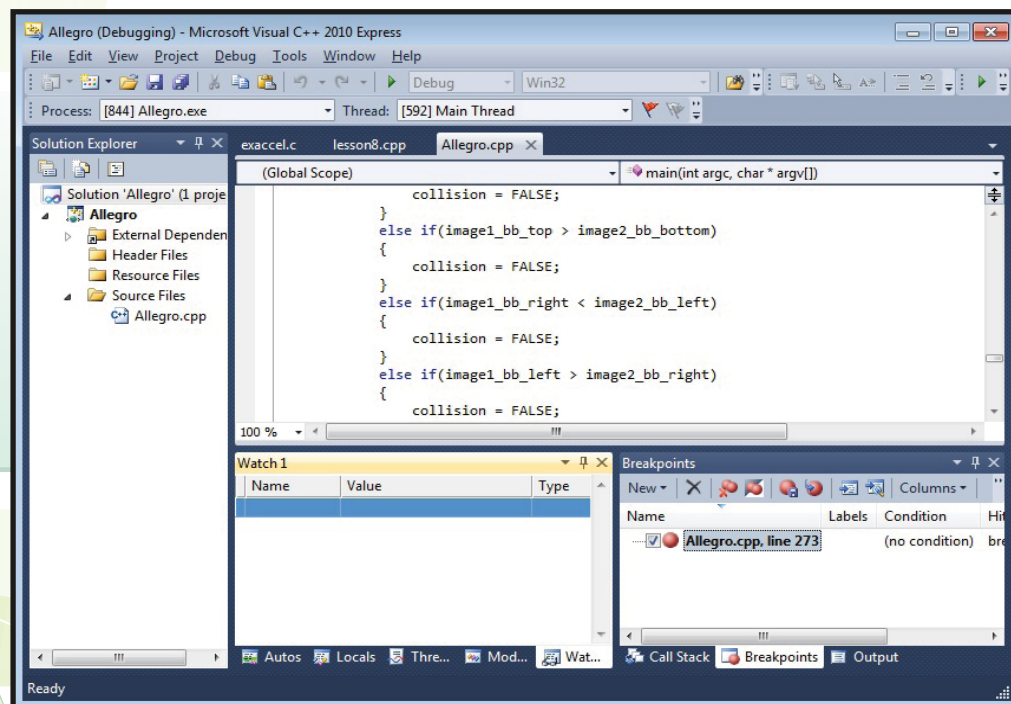 Allegro (Debugging) - Microsoft Visual C++ 2010 Express
File Edit View Project Debug Tools Window Help
Debug Win32
Process: [844] Allegro.exe Thread: [592] Main Thread
Solution Explorer
exaccel.c lesson8.cpp Allegro.cpp
(Global Scope) main(int argc, char * argv[])
Solution 'Allegro' (1 proje
Allegro
External Dependen
Header Files
Resource Files
Source Files
Allegro.cpp
collision = FALSE;
}
else if(image1_bb_top > image2_bb_bottom)
{
collision = FALSE;
}
else if(image1_bb_right < image2_bb_left)
{
collision = FALSE;
}
else if(image1_bb_left > image2_bb_right)
{
collision = FALSE;
100 %
Watch 1
Name Value Type
Breakpoints
New Columns
Name Labels Condition Hit
Allegro.cpp, line 273 (no condition) bre
Autos Locals Thre... Mod... Wat...
Call Stack Breakpoints Output
Ready